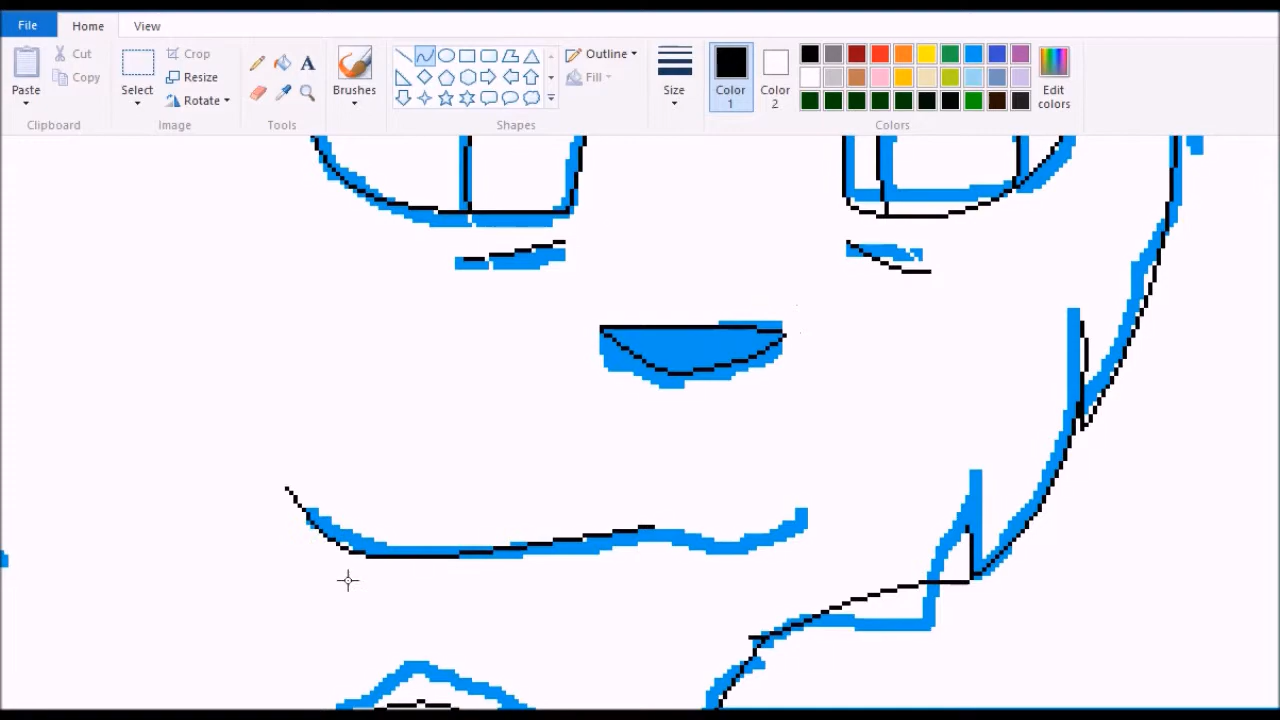 File Home View
Cut
Copy
Paste
Select
Crop
Resize
Rotate
A
Brushes
Outline
Fill
Size
Color 1
Color 2
Edit colors
Clipboard Image Tools Shapes Colors